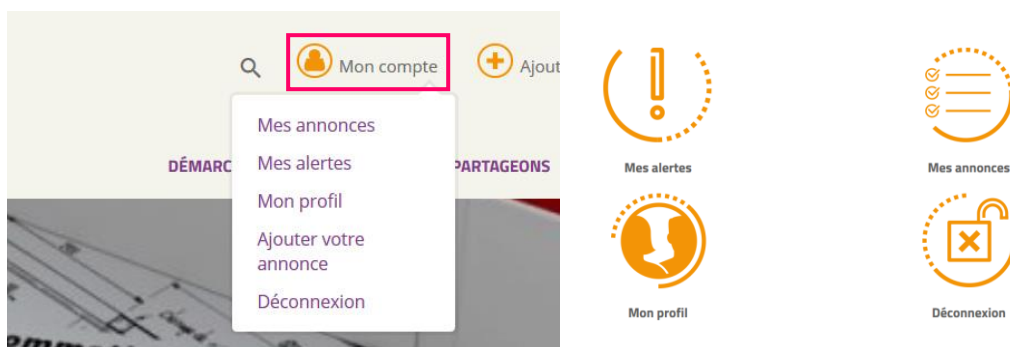 Mon compte
Ajout
Mes annonces
Mes alertes
Mon profil
Ajouter votre
annonce
Déconnexion
DÉMARC
PARTAGEONS
Mes alertes
Mes annonces
Mon profil
Déconnexion